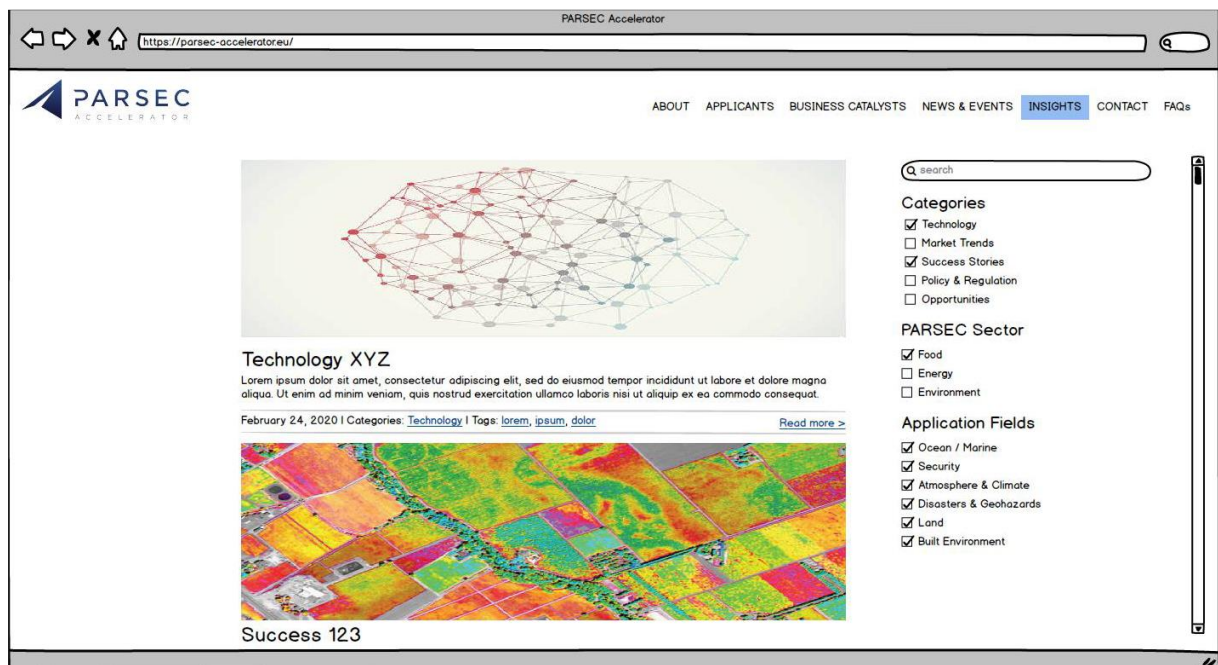 PARSEC Accelerator
https://parsec-accelerator.eu/
PARSEC
ACCELERATOR
ABOUT APPLICANTS BUSINESS CATALYSTS NEWS & EVENTS INSIGHTS CONTACT FAQs
Technology XYZ
Lorem ipsum dolor sit amet, consectetur adipiscing elit, sed do eiusmod tempor incididunt ut labore et dolore magna
aliqua. Ut enim ad minim veniam, quis nostrud exercitation ullamco laboris nisi ut aliquip ex ea commodo consequat.
February 24, 2020 | Categories: Technology | Tags: lorem, ipsum, dolor
Read more >
Success 123
search
Categories
Technology
Market Trends
Success Stories
Policy & Regulation
Opportunities
PARSEC Sector
Food
Energy
Environment
Application Fields
Ocean / Marine
Security
Atmosphere & Climate
Disasters & Geohazards
Land
Built Environment